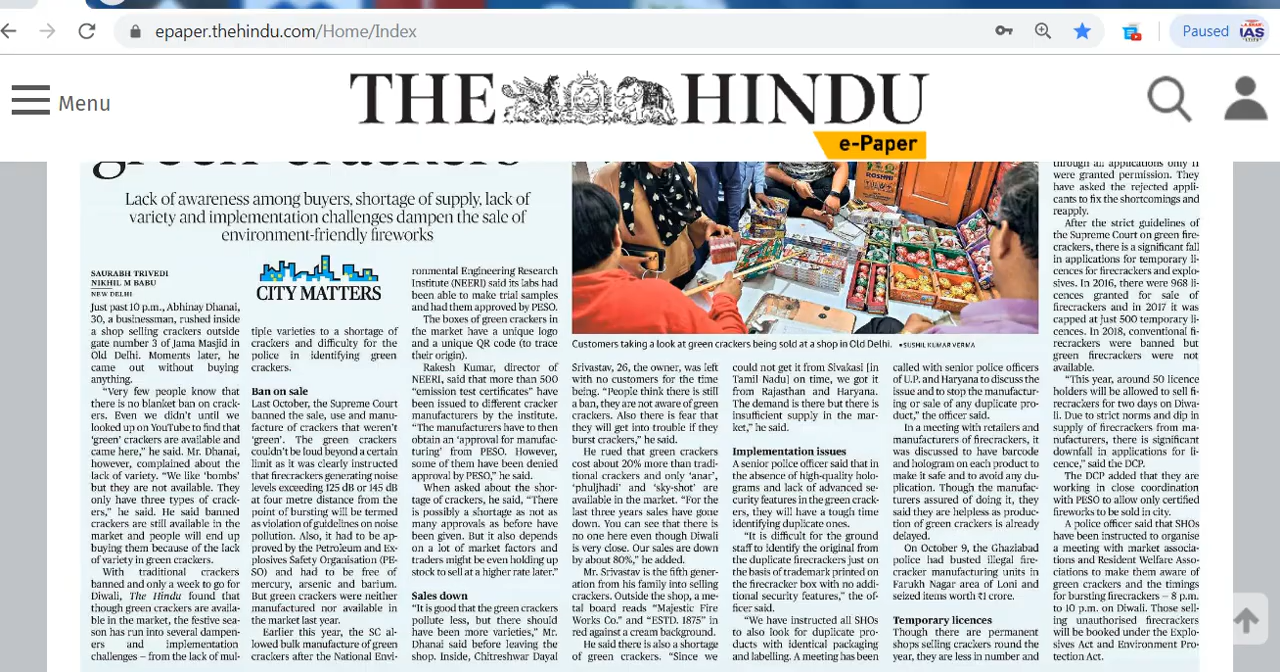 epaper.thehindu.com/Home/Index
Paused
IAS
Menu
THE HINDU
e-Paper
green crackers
Lack of awareness among buyers, shortage of supply, lack of
variety and implementation challenges dampen the sale of
environment-friendly fireworks
SAURABH TRIVEDI
NIKHIL M BABU
NEW DELHI
Just past 10 p.m., Abhinay Dhanai,
30, a businessman, rushed inside
a shop selling crackers outside
gate number 3 of Jama Masjid in
Old Delhi. Moments later, he
came out without buying
anything.
“Very few people know that
there is no blanket ban on crack-
ers. Even we didn't until we
looked up on YouTube to find that
‘green’ crackers are available and
came here,” he said. Mr. Dhanai,
however, complained about the
lack of variety. “We like ‘bombs’
but they are not available. They
only have three types of crack-
ers,” he said. He said banned
crackers are still available in the
market and people will end up
buying them because of the lack
of variety in green crackers.
With traditional crackers
banned and only a week to go for
Diwali, The Hindu found that
though green crackers are availa-
ble in the market, the festive sea-
son has run into several dampen-
ers and implementation
challenges – from the lack of mul-
CITY MATTERS
tiple varieties to a shortage of
crackers and difficulty for the
police in identifying green
crackers.
Ban on sale
Last October, the Supreme Court
banned the sale, use and manu-
facture of crackers that weren't
‘green’. The green crackers
couldn't be loud beyond a certain
limit as it was clearly instructed
that firecrackers generating noise
levels exceeding 125 dB or 145 dB
at four metre distance from the
point of bursting will be termed
as violation of guidelines on noise
pollution. Also, it had to be ap-
proved by the Petroleum and Ex-
plosives Safety Organisation (PE-
SO) and had to be free of
mercury, arsenic and barium.
But green crackers were neither
manufactured nor available in
the market last year.
Earlier this year, the SC al-
lowed bulk manufacture of green
crackers after the National Envi-
ronmental Engineering Research
Institute (NEERI) said its labs had
been able to make trial samples
and had them approved by PESO.
The boxes of green crackers in
the market have a unique logo
and a unique QR code (to trace
their origin).
Rakesh Kumar, director of
NEERI, said that more than 500
“emission test certificates” have
been issued to different cracker
manufacturers by the institute.
“The manufacturers have to then
obtain an ‘approval for manufac-
turing’ from PESO. However,
some of them have been denied
approval by PESO,” he said.
When asked about the shor-
tage of crackers, he said, “There
is possibly a shortage as not as
many approvals as before have
been given. But it also depends
on a lot of market factors and
traders might be even holding up
stock to sell at a higher rate later.”
Sales down
“It is good that the green crackers
pollute less, but there should
have been more varieties,” Mr.
Dhanai said before leaving the
shop. Inside, Chitreshwar Dayal
ROSHNI
Customers taking a look at green crackers being sold at a shop in Old Delhi. ▪SUSHIL KUMAR VERMA
Srivastav, 26, the owner, was left
with no customers for the time
being. “People think there is still
a ban, they are not aware of green
crackers. Also there is fear that
they will get into trouble if they
burst crackers,” he said.
He rued that green crackers
cost about 20% more than tradi-
tional crackers and only ‘anar’,
‘phuljhadi’ and ‘sky-shot’ are
available in the market. “For the
last three years sales have gone
down. You can see that there is
no one here even though Diwali
is very close. Our sales are down
by about 80%,” he added.
Mr. Srivastav is the fifth gener-
ation from his family into selling
crackers. Outside the shop, a me-
tal board reads “Majestic Fire
Works Co.” and “ESTD. 1875” in
red against a cream background.
He said there is also a shortage
of green crackers. “Since we
could not get it from Sivakasi [in
Tamil Nadu] on time, we got it
from Rajasthan and Haryana.
The demand is there but there is
insufficient supply in the mar-
ket,” he said.
Implementation issues
A senior police officer said that in
the absence of high-quality holo-
grams and lack of advanced se-
curity features in the green crack-
ers, they will have a tough time
identifying duplicate ones.
“It is difficult for the ground
staff to identify the original from
the duplicate firecrackers just on
the basis of trademark printed on
the firecracker box with no addi-
tional security features,” the of-
ficer said.
“We have instructed all SHOs
to also look for duplicate pro-
ducts with identical packaging
and labelling. A meeting has been
called with senior police officers
of U.P. and Haryana to discuss the
issue and to stop the manufactur-
ing or sale of any duplicate pro-
duct,” the officer said.
In a meeting with retailers and
manufacturers of firecrackers, it
was discussed to have barcode
and hologram on each product to
make it safe and to avoid any du-
plication. Though the manufac-
turers assured of doing it, they
said they are helpless as produc-
tion of green crackers is already
delayed.
On October 9, the Ghaziabad
police had busted illegal fire-
cracker manufacturing units in
Farukh Nagar area of Loni and
seized items worth ₹1 crore.
Temporary licences
Though there are permanent
shops selling crackers round the
year, they are less in number and
through all applications only 11
were granted permission. They
have asked the rejected appli-
cants to fix the shortcomings and
reapply.
After the strict guidelines of
the Supreme Court on green fire-
crackers, there is a significant fall
in applications for temporary li-
cences for firecrackers and explo-
sives. In 2016, there were 968 li-
cences granted for sale of
firecrackers and in 2017 it was
capped at just 500 temporary li-
cences. In 2018, conventional fi-
recrackers were banned but
green firecrackers were not
available.
“This year, around 50 licence
holders will be allowed to sell fi-
recrackers for two days on Diwa-
li. Due to strict norms and dip in
supply of firecrackers from ma-
nufacturers, there is significant
downfall in applications for li-
cence,” said the DCP.
The DCP added that they are
working in close coordination
with PESO to allow only certified
fireworks to be sold in city.
A police officer said that SHOs
have been instructed to organise
a meeting with market associa-
tions and Resident Welfare Asso-
ciations to make them aware of
green crackers and the timings
for bursting firecrackers – 8 p.m.
to 10 p.m. on Diwali. Those sell-
ing unauthorised firecrackers
will be booked under the Explo-
sives Act and Environment Pro-
tection Act.